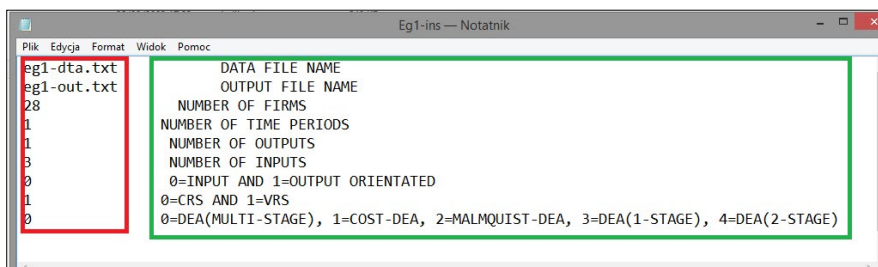 Eg1-ins — Notatnik
Plik Edycja Format Widok Pomoc
eg1-dta.txt DATA FILE NAME
eg1-out.txt OUTPUT FILE NAME
28 NUMBER OF FIRMS
1 NUMBER OF TIME PERIODS
1 NUMBER OF OUTPUTS
3 NUMBER OF INPUTS
0 0=INPUT AND 1=OUTPUT ORIENTATED
1 0=CRS AND 1=VRS
0 0=DEA(MULTI-STAGE), 1=COST-DEA, 2=MALMQUIST-DEA, 3=DEA(1-STAGE), 4=DEA(2-STAGE)